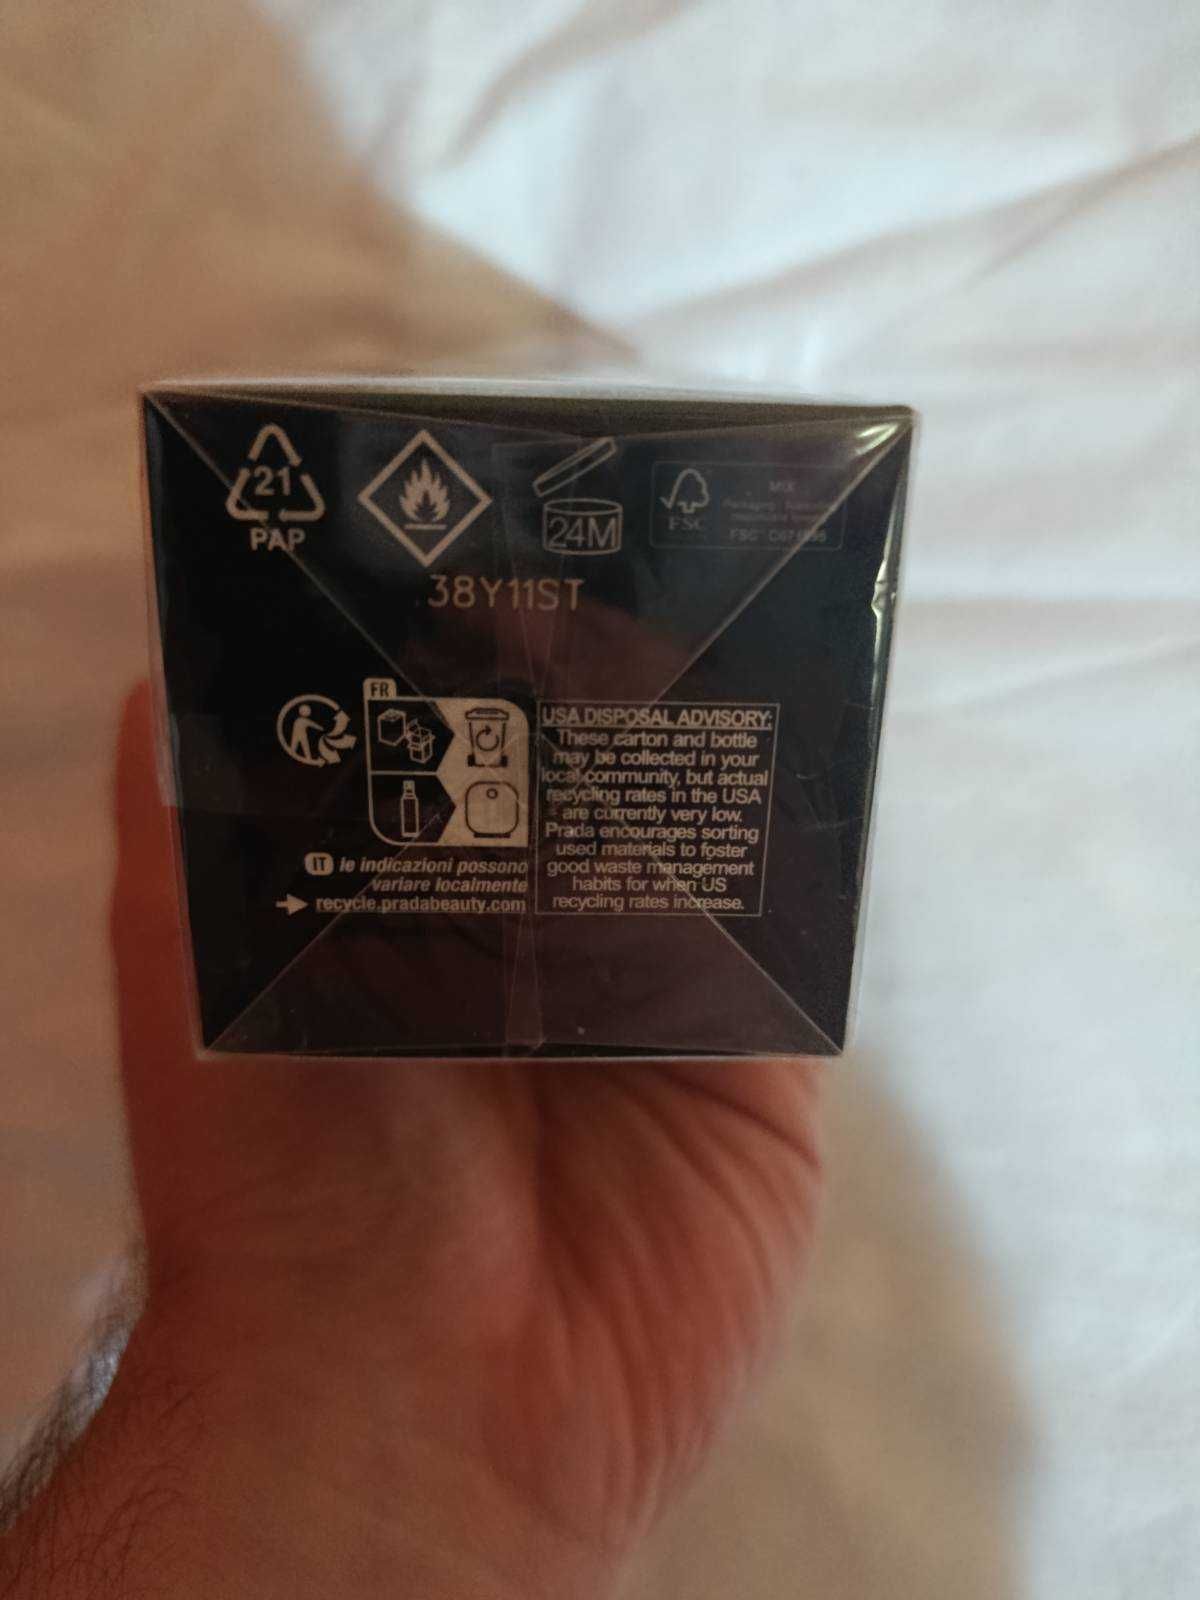 21
PAP
24M
FSC
MIX
38Y11ST
FR
USA DISPOSAL ADVISORY:
These carton and bottle
may be collected in your
local community, but actual
recycling rates in the USA
are currently very low.
Prada encourages sorting
used materials to foster
good waste management
habits for when US
recycling rates increase.
IT le indicazioni possono
variare localmente
recycle.pradabeauty.com